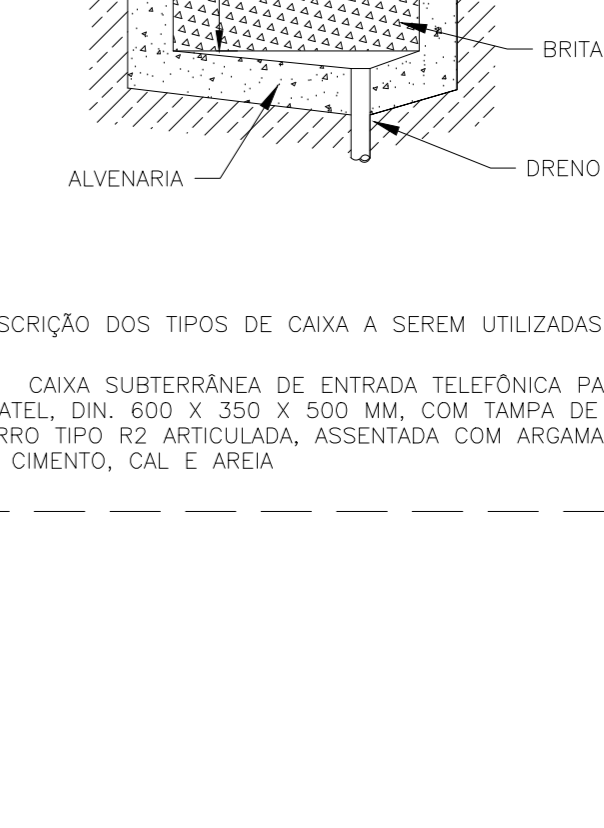 BRITA
DRENO
ALVENARIA
SCRIÇÃO DOS TIPOS DE CAIXA A SEREM UTILIZADAS
CAIXA SUBTERRÂNEA DE ENTRADA TELEFÔNICA PA
ATEL, DIN. 600 X 350 X 500 MM, COM TAMPA DE
RRO TIPO R2 ARTICULADA, ASSENTADA COM ARGAMA
CIMENTO, CAL E AREIA